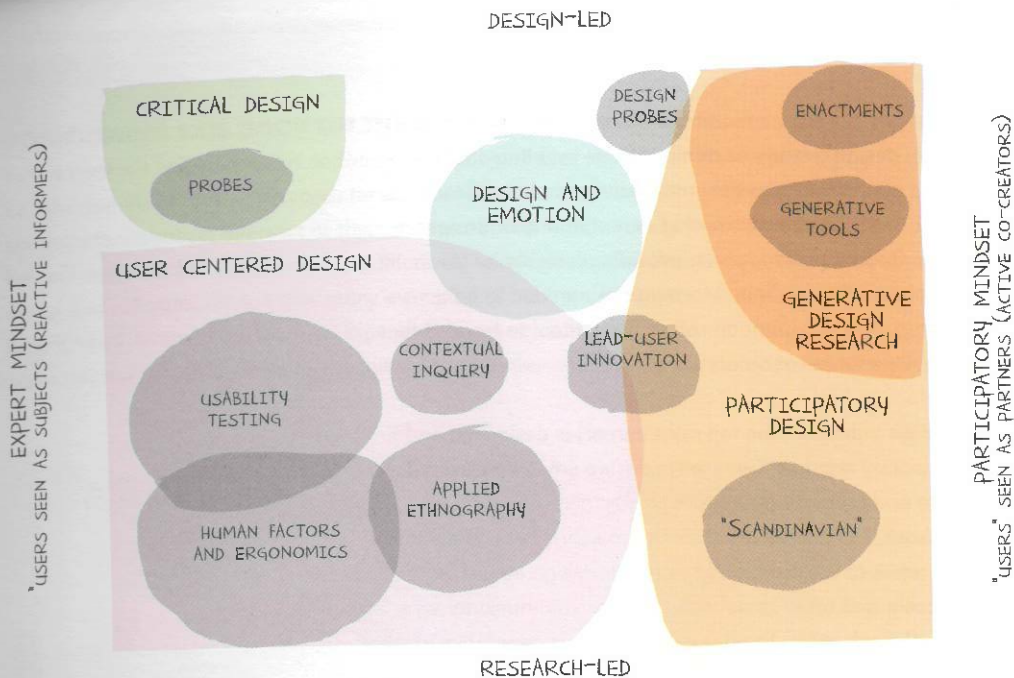 DESIGN-LED
CRITICAL DESIGN
PROBES
DESIGN
PROBES
ENACTMENTS
DESIGN AND
EMOTION
GENERATIVE
TOOLS
USER CENTERED DESIGN
GENERATIVE
DESIGN
RESEARCH
CONTEXTUAL
INQUIRY
LEAD-USER
INNOVATION
USABILITY
TESTING
PARTICIPATORY
DESIGN
APPLIED
ETHNOGRAPHY
HUMAN FACTORS
AND ERGONOMICS
"SCANDINAVIAN"
RESEARCH-LED
EXPERT MINDSET
"USERS SEEN AS SUBJECTS (REACTIVE INFORMERS)
PARTICIPATORY MINDSET
"USERS" SEEN AS PARTNERS (ACTIVE CO-CREATORS)